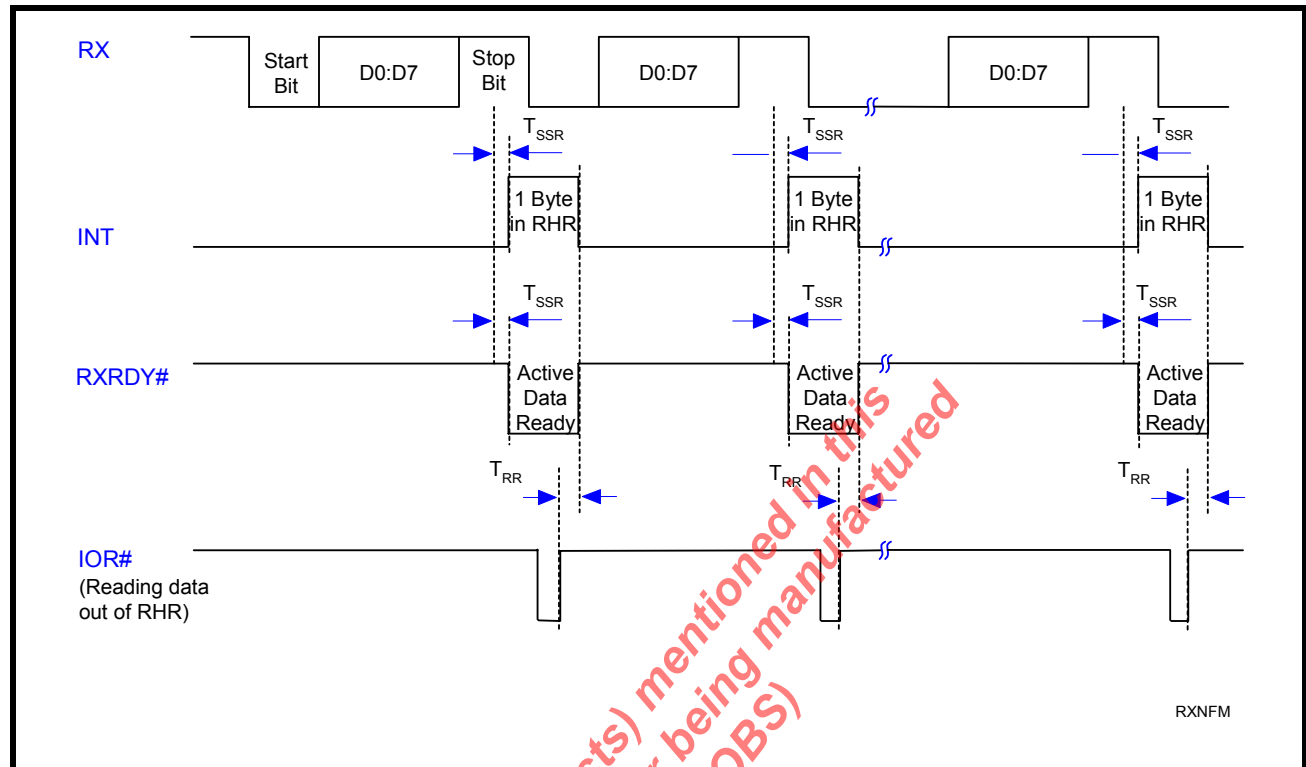 RX
Start
Bit
D0:D7
Stop
Bit
D0:D7
D0:D7
TSSR
TSSR
TSSR
INT
1 Byte
in RHR
1 Byte
in RHR
1 Byte
in RHR
TSSR
TSSR
TSSR
RXRDY#
Active
Data
Ready
Active
Data
Ready
Active
Data
Ready
TRR
TRR
TRR
IOR#
(Reading data
out of RHR)
mentioned in this
being manufactured
OBS)
RXNFM